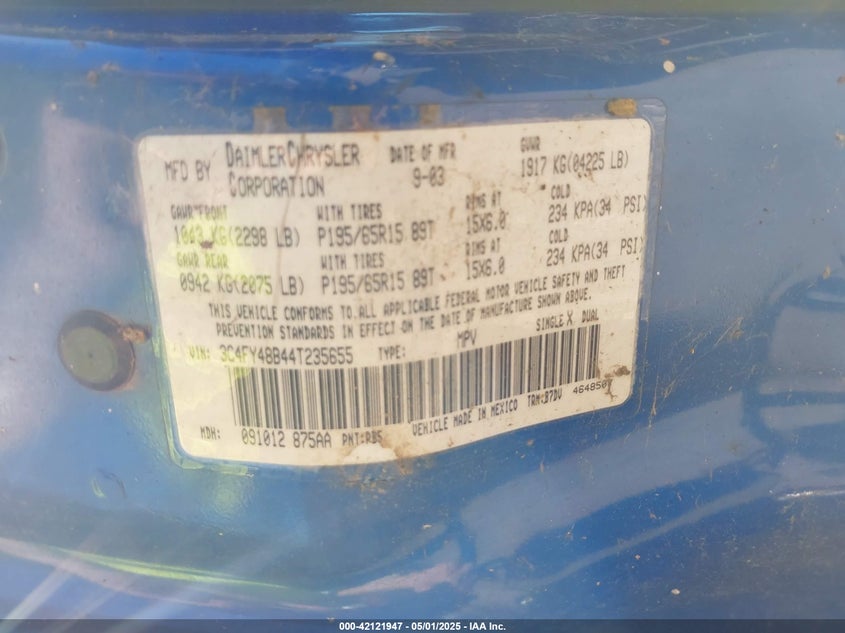 MFD BY DAIMLERCHRYSLER CORPORATION DATE OF MFR 9-03 GVWR 1917 KG(04225 LB)
GAWR FRONT WITH TIRES RIMS AT COLD
1043 KG(2298 LB) P195/65R15 89T 15X6.0 234 KPA(34 PSI)
GAWR REAR WITH TIRES RIMS AT COLD
0942 KG(2075 LB) P195/65R15 89T 15X6.0 234 KPA(34 PSI)
THIS VEHICLE CONFORMS TO ALL APPLICABLE FEDERAL MOTOR VEHICLE SAFETY AND THEFT
PREVENTION STANDARDS IN EFFECT ON THE DATE OF MANUFACTURE SHOWN ABOVE.
VIN: 3C4FY48B44T235655 TYPE: MPV SINGLE X DUAL
MDH: 091012 875AA PNT: VEHICLE MADE IN MEXICO TRM:B7DV
000-42121947 - 05/01/2025 - IAA Inc.